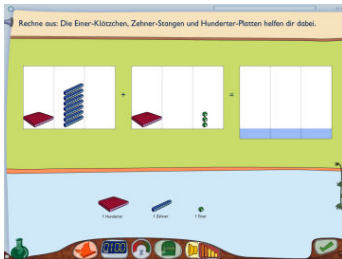 Rechne aus: Die Einer-Klötzchen, Zehner-Stangen und Hunderter-Platten helfen dir dabei.
+ =
1 Hunderter 1 Zehner 1 Einer